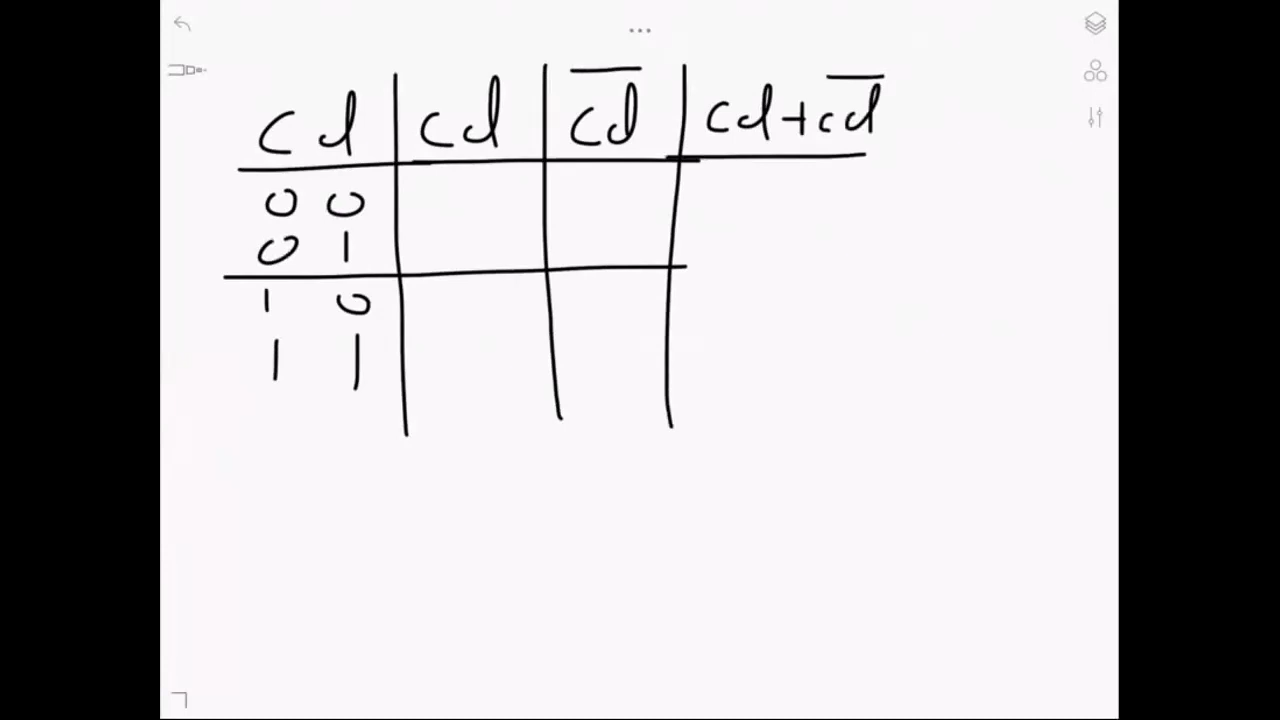 c d | cd | c̅d̅ | cd+c̅d̅
0 0
0 1
1 0
1 1